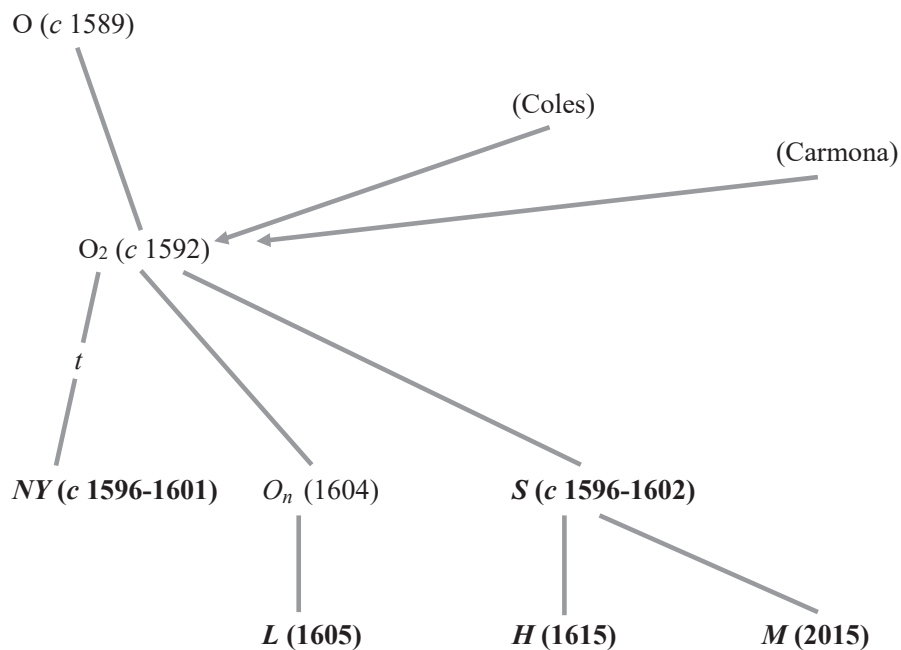 O (c 1589)
(Coles)
(Carmona)
O₂ (c 1592)
t
NY (c 1596-1601)
Oₙ (1604)
S (c 1596-1602)
L (1605)
H (1615)
M (2015)